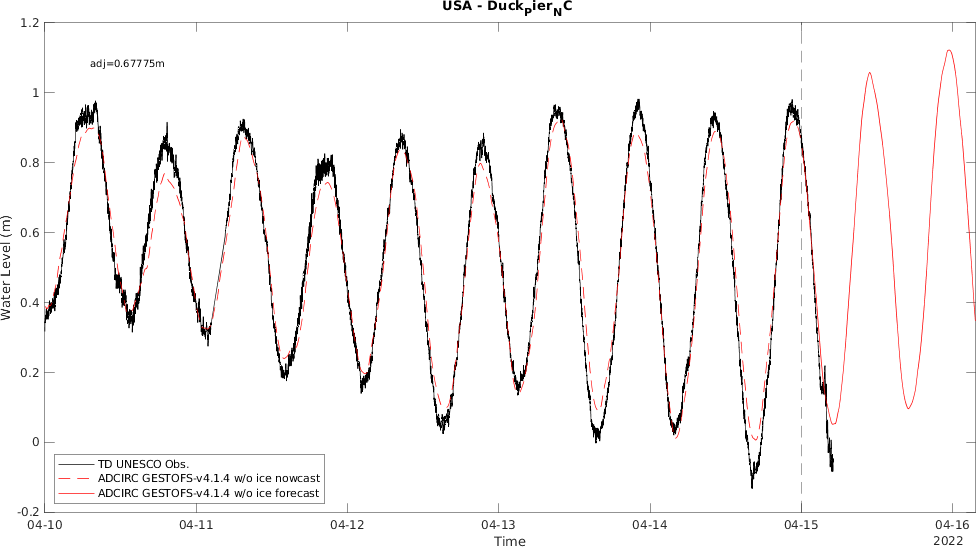 USA - DuckPierNC
1.2
1
0.8
0.6
0.4
0.2
0
-0.2
Water Level (m)
adj=0.67775m
TD UNESCO Obs.
ADCIRC GESTOFS-v4.1.4 w/o ice nowcast
ADCIRC GESTOFS-v4.1.4 w/o ice forecast
04-10 04-11 04-12 04-13 04-14 04-15 04-16
Time
2022